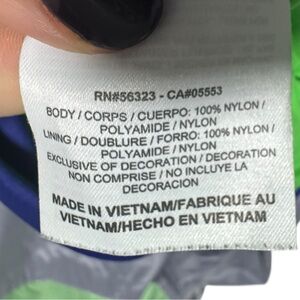 RN#56323 - CA#05553
BODY / CORPS / CUERPO: 100% NYLON /
POLYAMIDE / NYLON
LINING / DOUBLURE / FORRO: 100% NYLON /
POLYAMIDE / NYLON
EXCLUSIVE OF DECORATION / DECORATION
NON COMPRISE / NO INCLUYE LA
DECORACION
MADE IN VIETNAM/FABRIQUE AU
VIETNAM/HECHO EN VIETNAM